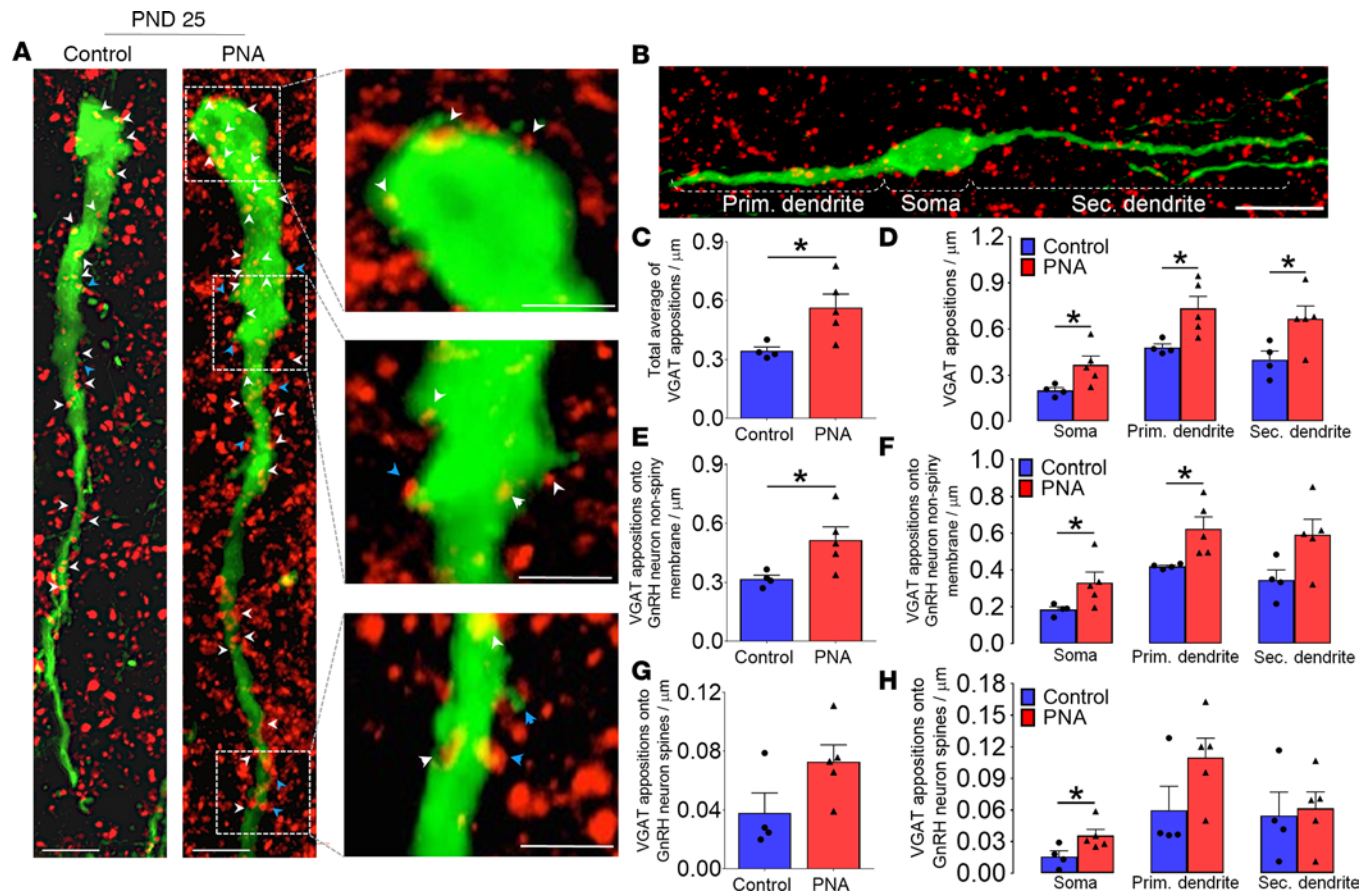 PND 25
A Control PNA
B
Prim. dendrite Soma Sec. dendrite
C
Total average of
VGAT appositions / μm
0.9
0.6
0.3
0.0
*
Control PNA
D
VGAT appositions / μm
1.2
0.9
0.6
0.3
0.0
Control
PNA
* * *
Soma Prim. dendrite Sec. dendrite
E
VGAT appositions onto
GnRH neuron non-spiny
membrane / μm
0.9
0.6
0.3
0.0
*
Control PNA
F
VGAT appositions onto
GnRH neuron non-spiny
membrane / μm
1.0
0.8
0.6
0.4
0.2
0.0
Control
PNA
* *
Soma Prim. dendrite Sec. dendrite
G
VGAT appositions onto
GnRH neuron spines / μm
0.12
0.08
0.04
0.00
Control PNA
H
VGAT appositions onto
GnRH neuron spines / μm
0.18
0.15
0.12
0.09
0.06
0.03
0.00
Control
PNA
*
Soma Prim. dendrite Sec. dendrite